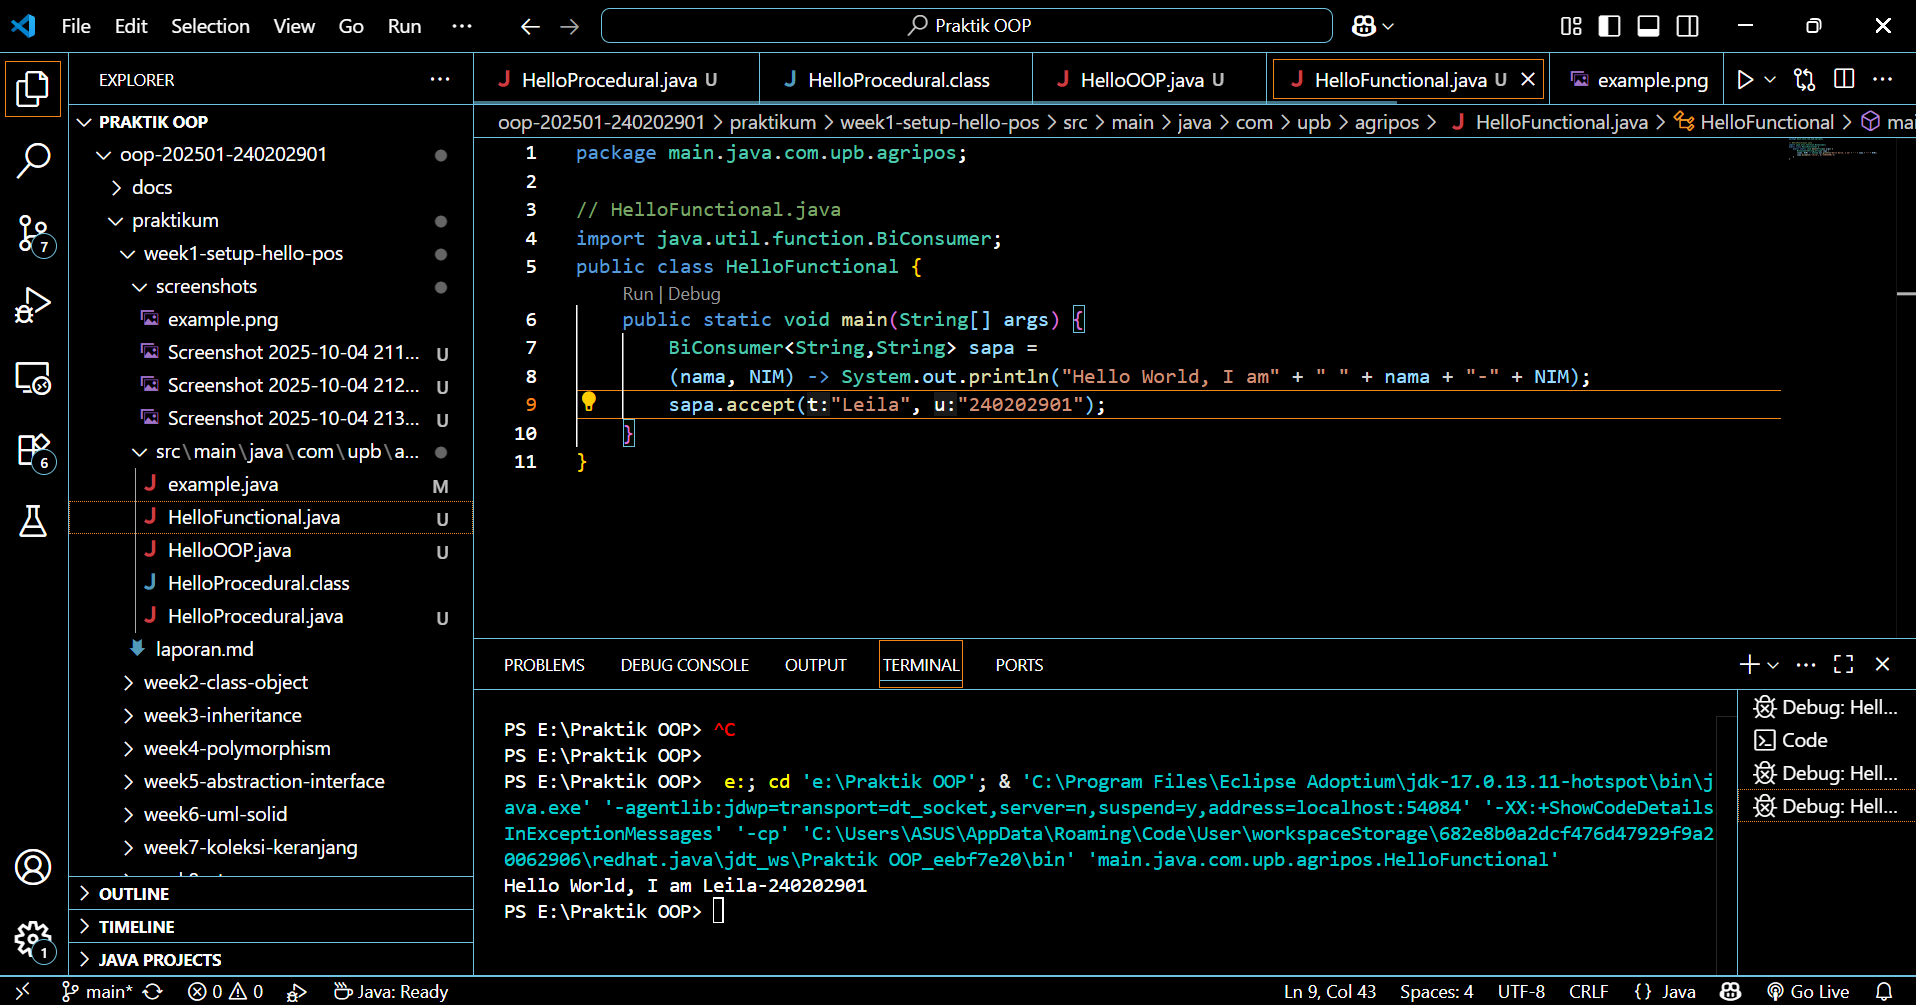 File Edit Selection View Go Run ··· Praktik OOP
EXPLORER ···
PRAKTIK OOP
oop-202501-240202901
docs
praktikum
week1-setup-hello-pos
screenshots
example.png
Screenshot 2025-10-04 211... U
Screenshot 2025-10-04 212... U
Screenshot 2025-10-04 213... U
src\main\java\com\upb\a...
example.java M
HelloFunctional.java U
HelloOOP.java U
HelloProcedural.class
HelloProcedural.java U
laporan.md
week2-class-object
week3-inheritance
week4-polymorphism
week5-abstraction-interface
week6-uml-solid
week7-koleksi-keranjang
OUTLINE
TIMELINE
JAVA PROJECTS
7
6
1
HelloProcedural.java U HelloProcedural.class HelloOOP.java U HelloFunctional.java U example.png
oop-202501-240202901 > praktikum > week1-setup-hello-pos > src > main > java > com > upb > agripos > HelloFunctional.java > HelloFunctional > mai
1 package main.java.com.upb.agripos;
2
3 // HelloFunctional.java
4 import java.util.function.BiConsumer;
5 public class HelloFunctional {
Run | Debug
6 public static void main(String[] args) {
7 BiConsumer<String,String> sapa =
8 (nama, NIM) -> System.out.println("Hello World, I am" + " " + nama + "-" + NIM);
9 sapa.accept(t:"Leila", u:"240202901");
10 }
11 }
PROBLEMS DEBUG CONSOLE OUTPUT TERMINAL PORTS
PS E:\Praktik OOP> ^C
PS E:\Praktik OOP>
PS E:\Praktik OOP> e:; cd 'e:\Praktik OOP'; & 'C:\Program Files\Eclipse Adoptium\jdk-17.0.13.11-hotspot\bin\j
ava.exe' '-agentlib:jdwp=transport=dt_socket,server=n,suspend=y,address=localhost:54084' '-XX:+ShowCodeDetails
InExceptionMessages' '-cp' 'C:\Users\ASUS\AppData\Roaming\Code\User\workspaceStorage\682e8b0a2dcf476d47929f9a2
0062906\redhat.java\jdt_ws\Praktik OOP_eebf7e20\bin' 'main.java.com.upb.agripos.HelloFunctional'
Hello World, I am Leila-240202901
PS E:\Praktik OOP>
Debug: Hell...
Code
Debug: Hell...
Debug: Hell...
main* 0 0 Java: Ready Ln 9, Col 43 Spaces: 4 UTF-8 CRLF {} Java Go Live